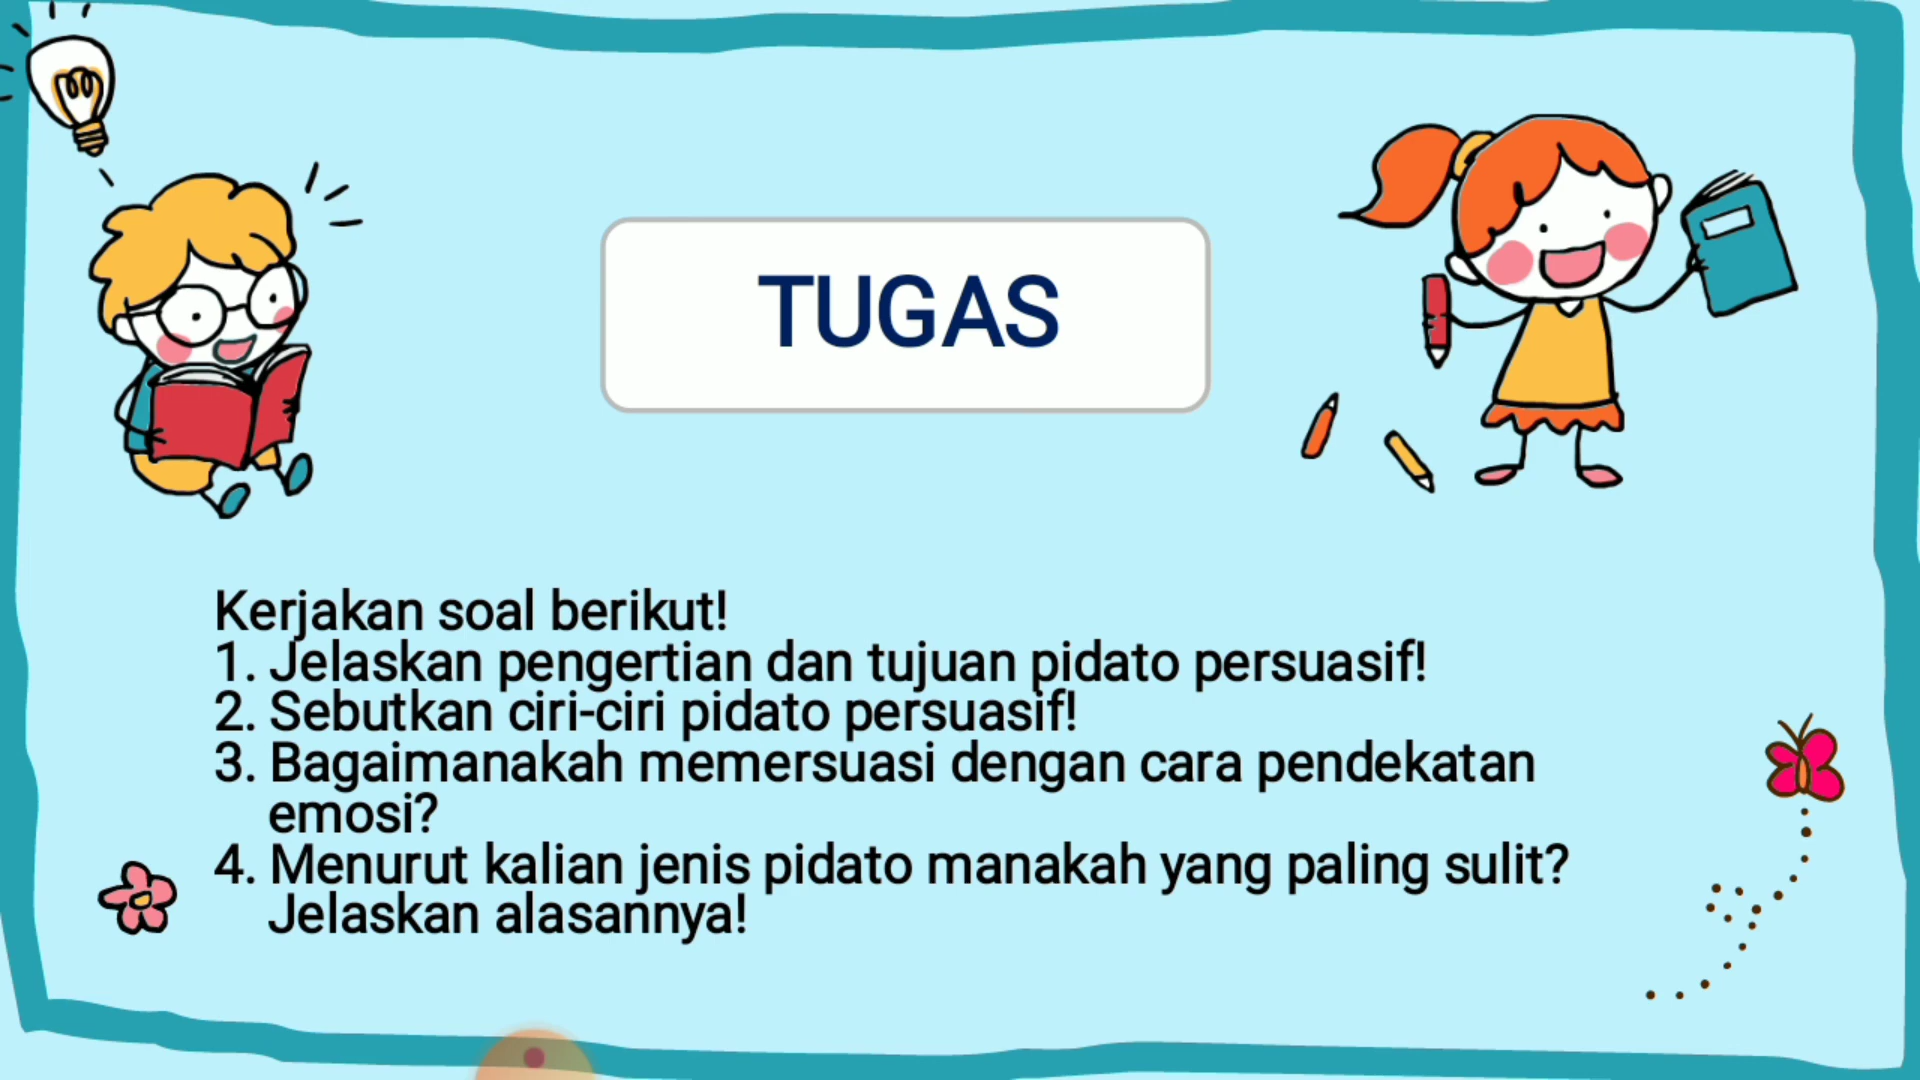 TUGAS
Kerjakan soal berikut!
1. Jelaskan pengertian dan tujuan pidato persuasif!
2. Sebutkan ciri-ciri pidato persuasif!
3. Bagaimanakah memersuasi dengan cara pendekatan
emosi?
4. Menurut kalian jenis pidato manakah yang paling sulit?
Jelaskan alasannya!